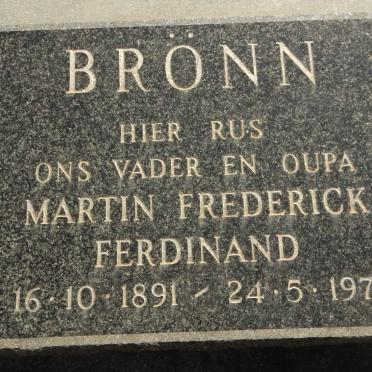 BRÖNN
HIER RUS
ONS VADER EN OUPA
MARTIN FREDERICK
FERDINAND
16·10·1891 - 24·5·197